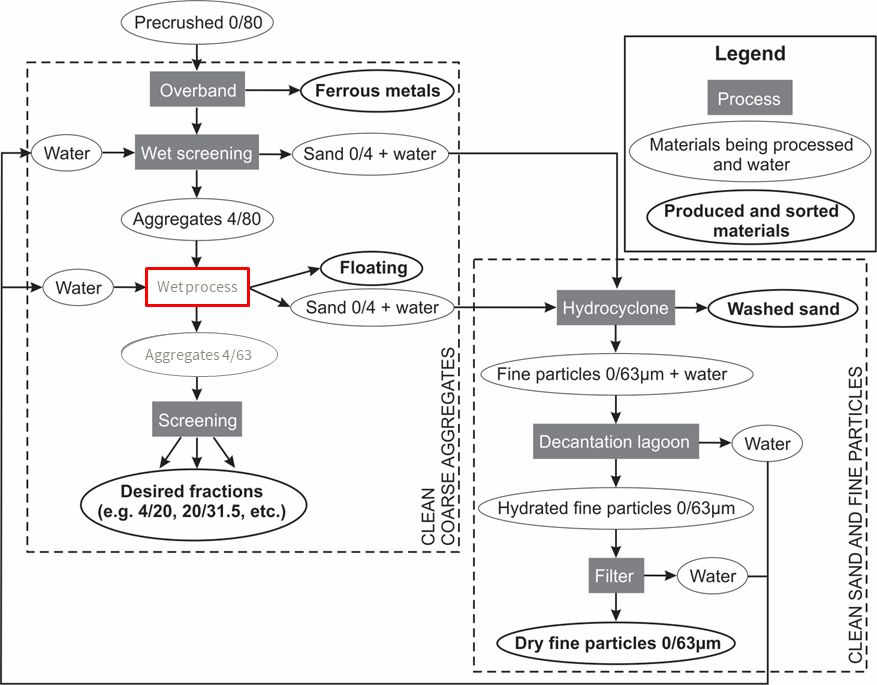 Precrushed 0/80
Overband
Ferrous metals
Water
Wet screening
Sand 0/4 + water
Aggregates 4/80
Water
Wet process
Floating
Sand 0/4 + water
Aggregates 4/63
Screening
Desired fractions
(e.g. 4/20, 20/31.5, etc.)
CLEAN
COARSE AGGREGATES
Legend
Process
Materials being processed
and water
Produced and sorted
materials
Hydrocyclone
Washed sand
Fine particles 0/63µm + water
Decantation lagoon
Water
Hydrated fine particles 0/63µm
Filter
Water
Dry fine particles 0/63µm
CLEAN SAND AND FINE PARTICLES